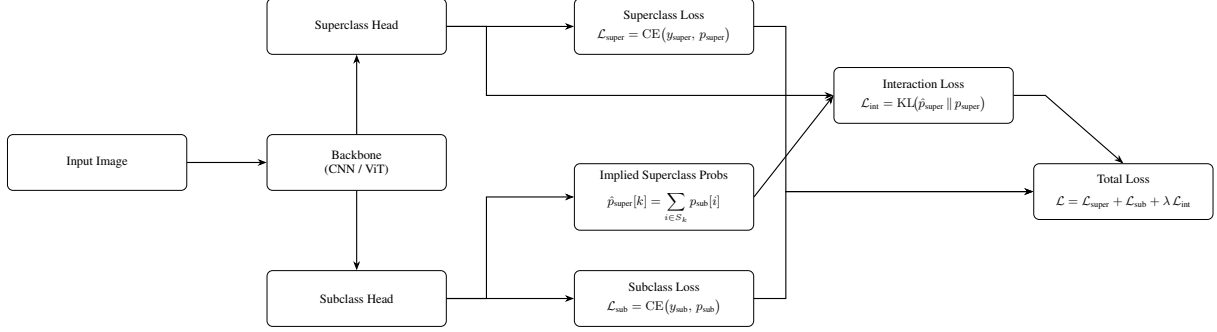 Superclass Head
Superclass Loss
ℒ_super = CE(y_super, p_super)
Interaction Loss
ℒ_int = KL(p̂_super ∥ p_super)
Input Image
Backbone
(CNN / ViT)
Implied Superclass Probs
p̂_super[k] = ∑_{i∈S_k} p_sub[i]
Total Loss
ℒ = ℒ_super + ℒ_sub + λ ℒ_int
Subclass Head
Subclass Loss
ℒ_sub = CE(y_sub, p_sub)